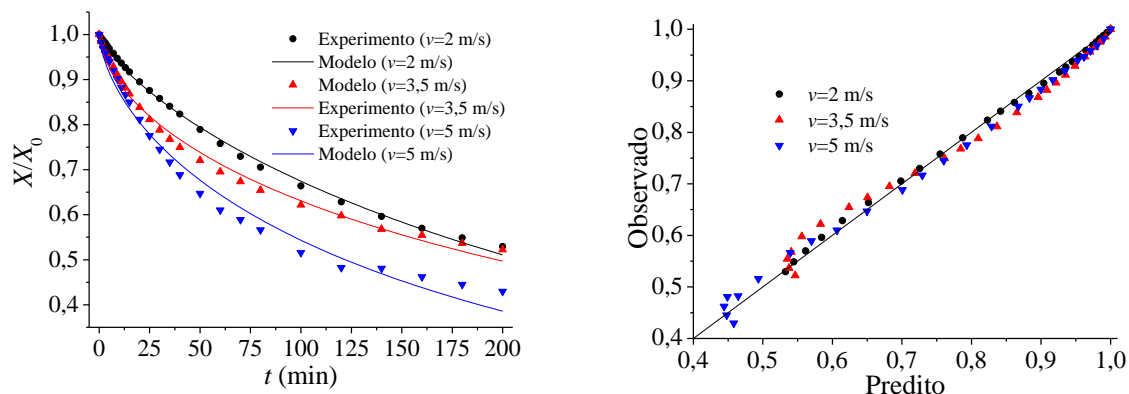 1,0
0,9
0,8
0,7
0,6
0,5
0,4
X/X0
Experimento (v=2 m/s)
Modelo (v=2 m/s)
Modelo (v=3,5 m/s)
Experimento (v=3,5 m/s)
Experimento (v=5 m/s)
Modelo (v=5 m/s)
0 25 50 75 100 125 150 175 200
t (min)
1,0
0,9
0,8
0,7
0,6
0,5
0,4
Observado
v=2 m/s
v=3,5 m/s
v=5 m/s
0,4 0,5 0,6 0,7 0,8 0,9 1,0
Predito